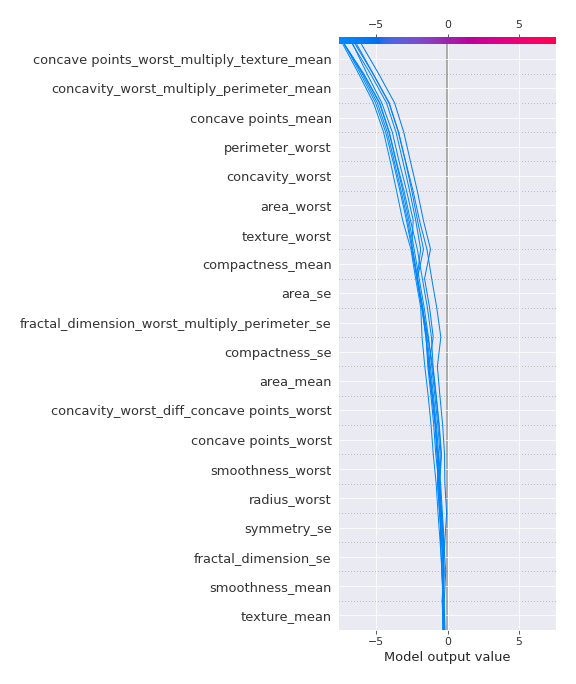 −5 0 5
concave points_worst_multiply_texture_mean
concavity_worst_multiply_perimeter_mean
concave points_mean
perimeter_worst
concavity_worst
area_worst
texture_worst
compactness_mean
area_se
fractal_dimension_worst_multiply_perimeter_se
compactness_se
area_mean
concavity_worst_diff_concave points_worst
concave points_worst
smoothness_worst
radius_worst
symmetry_se
fractal_dimension_se
smoothness_mean
texture_mean
−5 0 5
Model output value